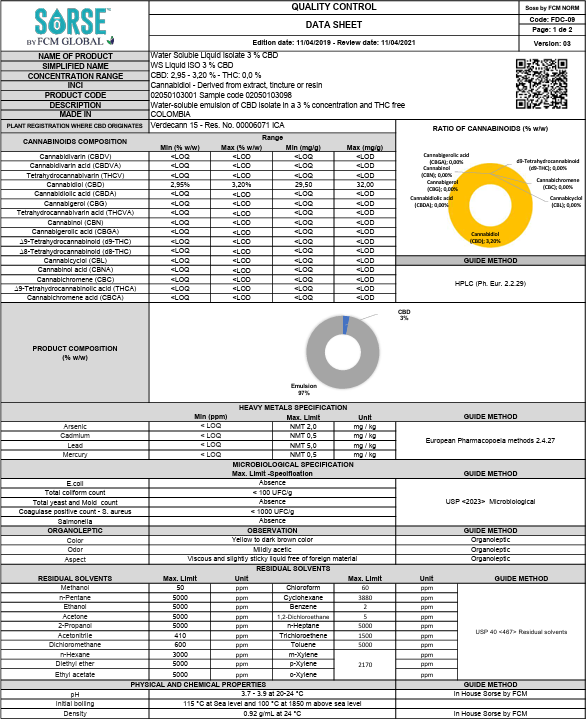 SŌRSE
BY FCM GLOBAL
QUALITY CONTROL
DATA SHEET
Edition date: 11/04/2019 - Review date: 11/04/2021
Sose by FCM NORM
Code: FDC-09
Page: 1 de 2
Version: 03
NAME OF PRODUCT Water Soluble Liquid Isolate 3 % CBD
SIMPLIFIED NAME WS Liquid ISO 3 % CBD
CONCENTRATION RANGE CBD: 2,95 - 3,20 % - THC: 0,0 %
INCI Cannabidiol - Derived from extract, tincture or resin
PRODUCT CODE 02050103001 Sample code 02050103098
DESCRIPTION Water-soluble emulsion of CBD isolate in a 3 % concentration and THC free
MADE IN COLOMBIA
PLANT REGISTRATION WHERE CBD ORIGINATES Verdecann 15 - Res. No. 00006071 ICA
CANNABINOIDS COMPOSITION Range
Min (% w/w) Max (% w/w) Min (mg/g) Max (mg/g)
Cannabidivarin (CBDV) <LOQ <LOD <LOQ <LOD
Cannabidivarin acid (CBDVA) <LOQ <LOD <LOQ <LOD
Tetrahydrocannabivarin (THCV) <LOQ <LOD <LOQ <LOD
Cannabidiol (CBD) 2,95% 3,20% 29,50 32,00
Cannabidiolic acid (CBDA) <LOQ <LOD <LOQ <LOD
Cannabigerol (CBG) <LOQ <LOD <LOQ <LOD
Tetrahydrocannabivarin acid (THCVA) <LOQ <LOD <LOQ <LOD
Cannabinol (CBN) <LOQ <LOD <LOQ <LOD
Cannabigerolic acid (CBGA) <LOQ <LOD <LOQ <LOD
Δ9-Tetrahydrocannabinoid (d9-THC) <LOQ <LOD <LOQ <LOD
Δ8-Tetrahydrocannabinoid (d8-THC) <LOQ <LOD <LOQ <LOD
Cannabicyclol (CBL) <LOQ <LOD <LOQ <LOD
Cannabinol acid (CBNA) <LOQ <LOD <LOQ <LOD
Cannabichromene (CBC) <LOQ <LOD <LOQ <LOD
Δ9-Tetrahydrocannabinolic acid (THCA) <LOQ <LOD <LOQ <LOD
Cannabichromene acid (CBCA) <LOQ <LOD <LOQ <LOD
RATIO OF CANNABINOIDS (% w/w)
Cannabigerolic acid
(CBGA); 0,00%
Cannabinol
(CBN); 0,00%
Cannabigerol
(CBG); 0,00%
Cannabidiolic acid
(CBDA); 0,00%
d9-Tetrahydrocannabinoid
(d9-THC); 0,00%
Cannabichromene
(CBC); 0,00%
Cannabicyclol
(CBL); 0,00%
Cannabidiol
(CBD); 3,20%
GUIDE METHOD
HPLC (Ph. Eur. 2.2.29)
PRODUCT COMPOSITION
(% w/w)
CBD
3%
Emulsion
97%
HEAVY METALS SPECIFICATION
Min (ppm) Max. Limit Unit GUIDE METHOD
Arsenic < LOQ NMT 2,0 mg / kg
Cadmium < LOQ NMT 0,5 mg / kg
Lead < LOQ NMT 5,0 mg / kg
Mercury < LOQ NMT 0,5 mg / kg
European Pharmacopoeia methods 2.4.27
MICROBIOLOGICAL SPECIFICATION
Max. Limit -Specification GUIDE METHOD
E.coli Absence
Total coliform count < 100 UFC/g
Total yeast and Mold count Absence
Coagulase positive count - S. aureus < 1000 UFC/g
Salmonella Absence
USP <2023> Microbiological
ORGANOLEPTIC OBSERVATION GUIDE METHOD
Color Yellow to dark brown color Organoleptic
Odor Mildly acetic Organoleptic
Aspect Viscous and slightly sticky liquid free of foreign material Organoleptic
RESIDUAL SOLVENTS
RESIDUAL SOLVENTS Max. Limit Unit Max. Limit Unit GUIDE METHOD
Methanol 50 ppm Chloroform 60 ppm
n-Pentane 5000 ppm Cyclohexane 3880 ppm
Ethanol 5000 ppm Benzene 2 ppm
Acetone 5000 ppm 1,2-Dichloroethane 5 ppm
2-Propanol 5000 ppm n-Heptane 5000 ppm
Acetonitrile 410 ppm Trichloroethene 1500 ppm
Dichloromethane 600 ppm Toluene 5000 ppm
n-Hexane 3000 ppm m-Xylene ppm
Diethyl ether 5000 ppm p-Xylene 2170 ppm
Ethyl acetate 5000 ppm o-Xylene ppm
USP 40 <467> Residual solvents
PHYSICAL AND CHEMICAL PROPERTIES GUIDE METHOD
pH 3.7 - 3.9 at 20-24 °C In House Sorse by FCM
Initial boiling 115 °C at Sea level and 100 °C at 1850 m above sea level
Density 0.92 g/mL at 24 °C In House Sorse by FCM